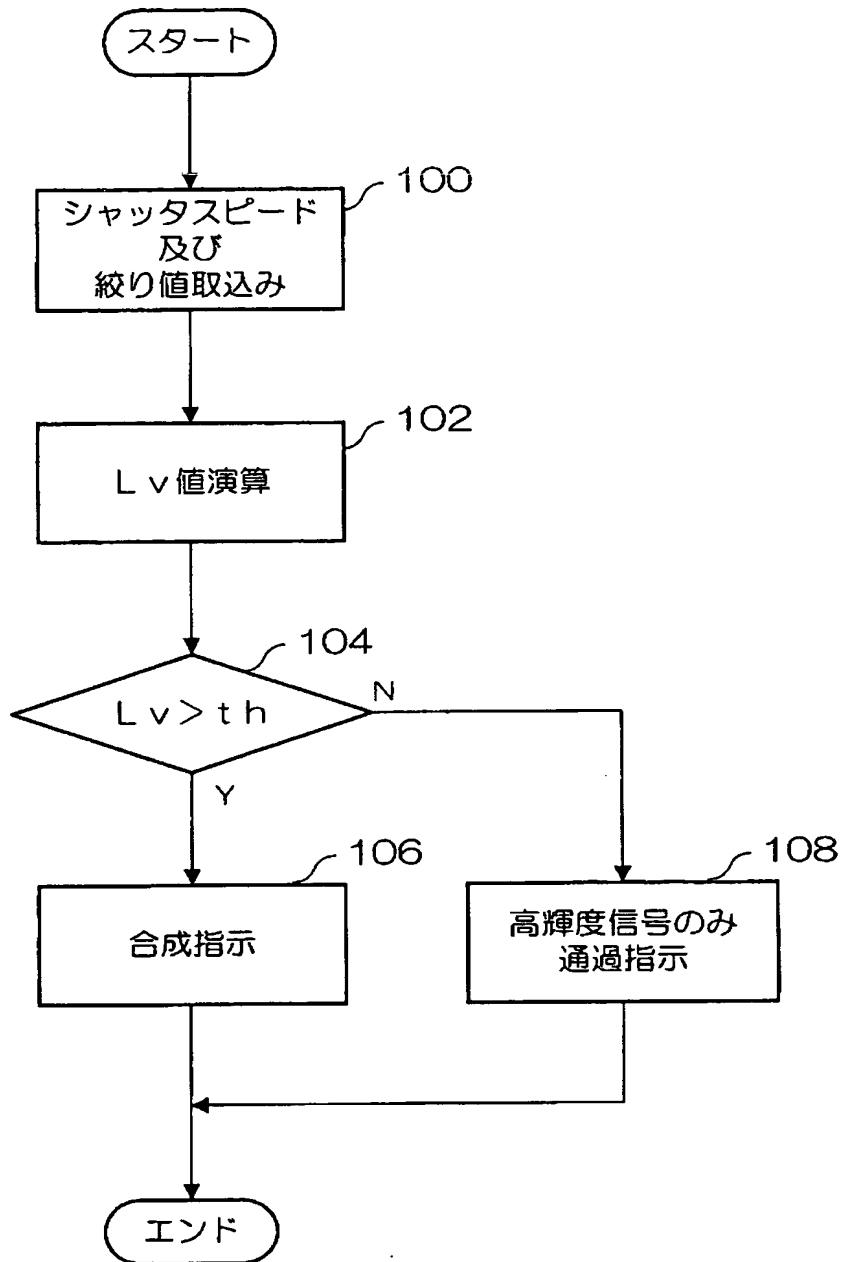 スタート
100
シャッタスピード
及び
絞り値取込み
102
Ｌｖ値演算
104
Ｌｖ＞ｔｈ
N
Y
106
合成指示
108
高輝度信号のみ
通過指示
エンド